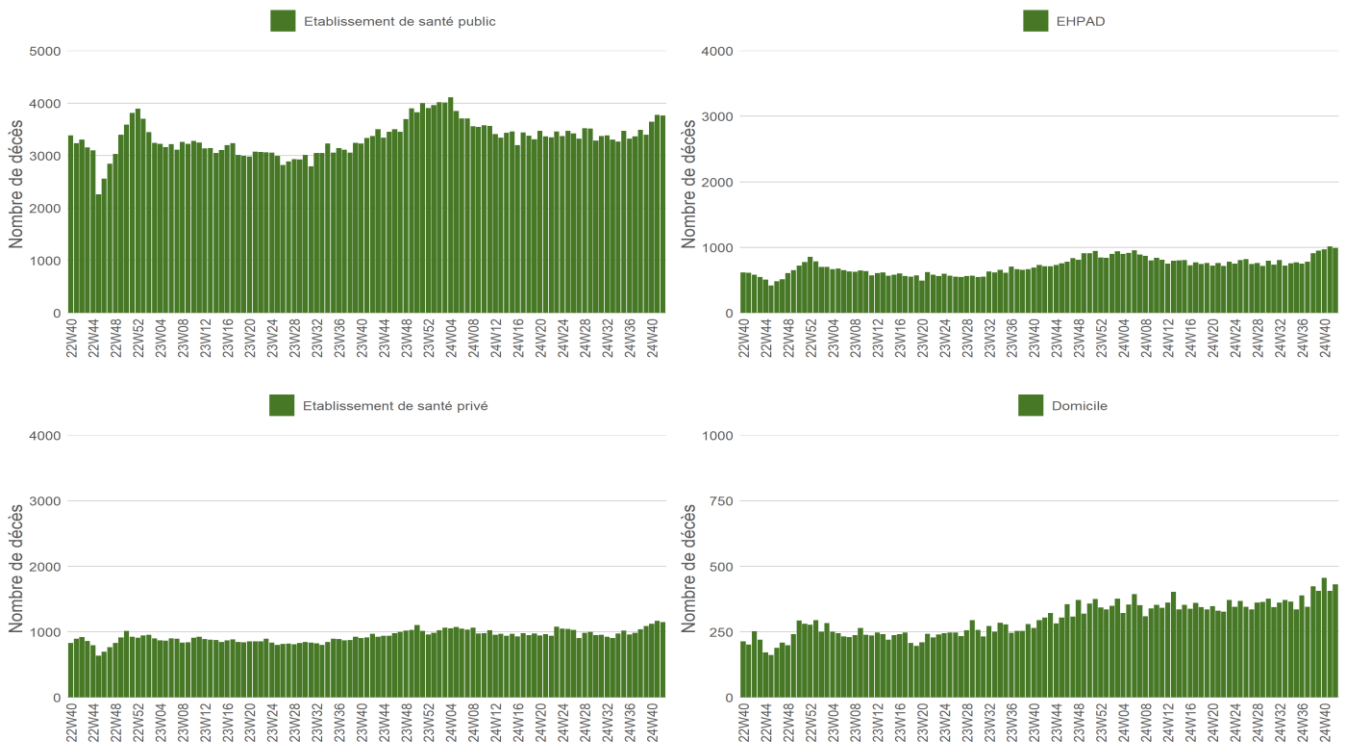 Etablissement de santé public
Nombre de décès
5000
4000
3000
2000
1000
0
22W40
22W44
22W48
22W52
23W04
23W08
23W12
23W16
23W20
23W24
23W28
23W32
23W36
23W40
23W44
23W48
23W52
24W04
24W08
24W12
24W16
24W20
24W24
24W28
24W32
24W36
24W40
EHPAD
Nombre de décès
4000
3000
2000
1000
0
22W40
22W44
22W48
22W52
23W04
23W08
23W12
23W16
23W20
23W24
23W28
23W32
23W36
23W40
23W44
23W48
23W52
24W04
24W08
24W12
24W16
24W20
24W24
24W28
24W32
24W36
24W40
Etablissement de santé privé
Nombre de décès
4000
3000
2000
1000
0
22W40
22W44
22W48
22W52
23W04
23W08
23W12
23W16
23W20
23W24
23W28
23W32
23W36
23W40
23W44
23W48
23W52
24W04
24W08
24W12
24W16
24W20
24W24
24W28
24W32
24W36
24W40
Domicile
Nombre de décès
1000
750
500
250
0
22W40
22W44
22W48
22W52
23W04
23W08
23W12
23W16
23W20
23W24
23W28
23W32
23W36
23W40
23W44
23W48
23W52
24W04
24W08
24W12
24W16
24W20
24W24
24W28
24W32
24W36
24W40